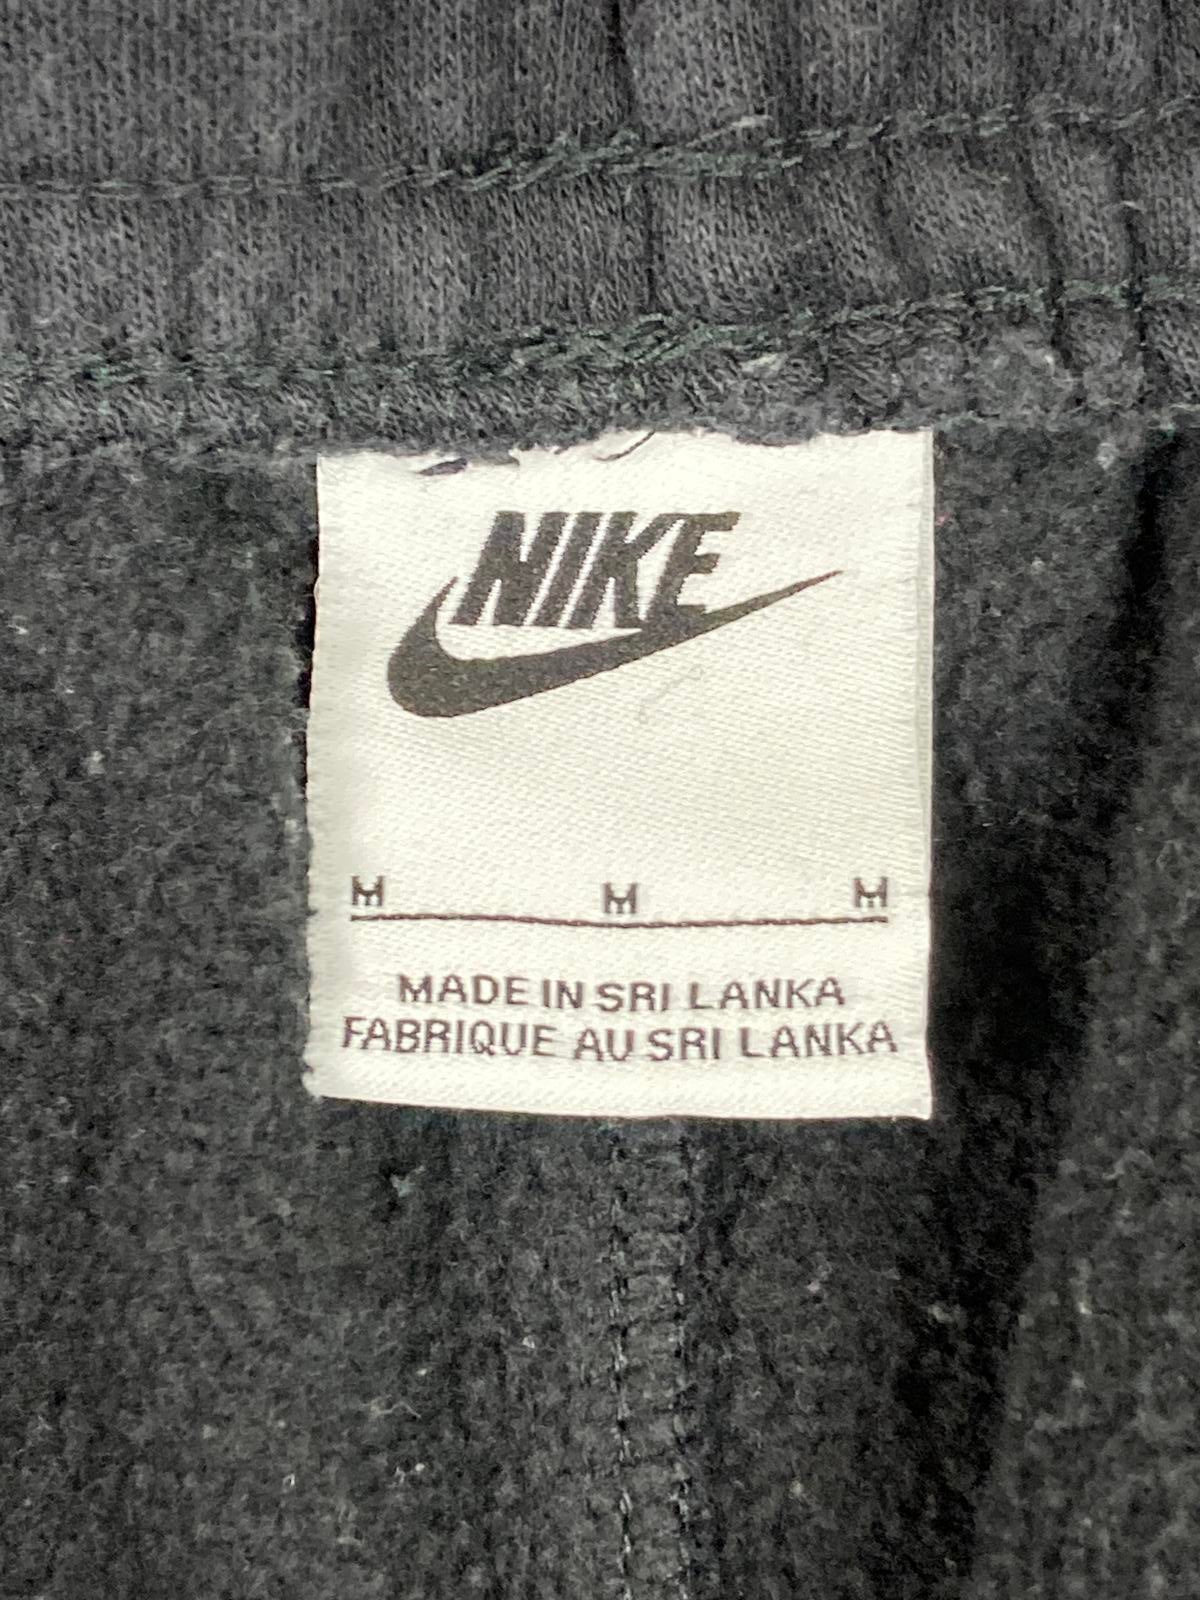 NIKE
M M M
MADE IN SRI LANKA
FABRIQUE AU SRI LANKA